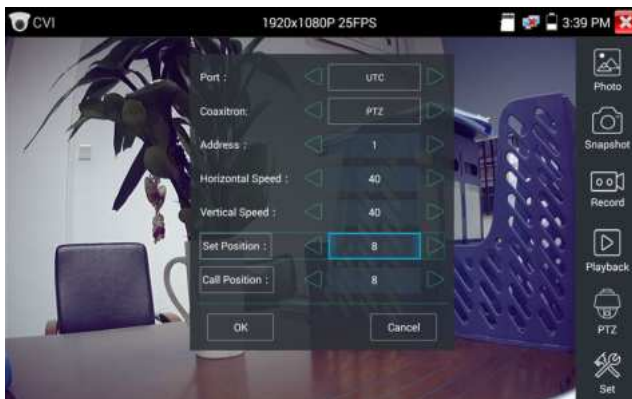 CVI 1920x1080P 25FPS 3:39 PM
Port : UTC
Coaxitron: PTZ
Address : 1
Horizontal Speed : 40
Vertical Speed : 40
Set Position : 8
Call Position : 8
OK Cancel
Photo
Snapshot
Record
Playback
PTZ
Set